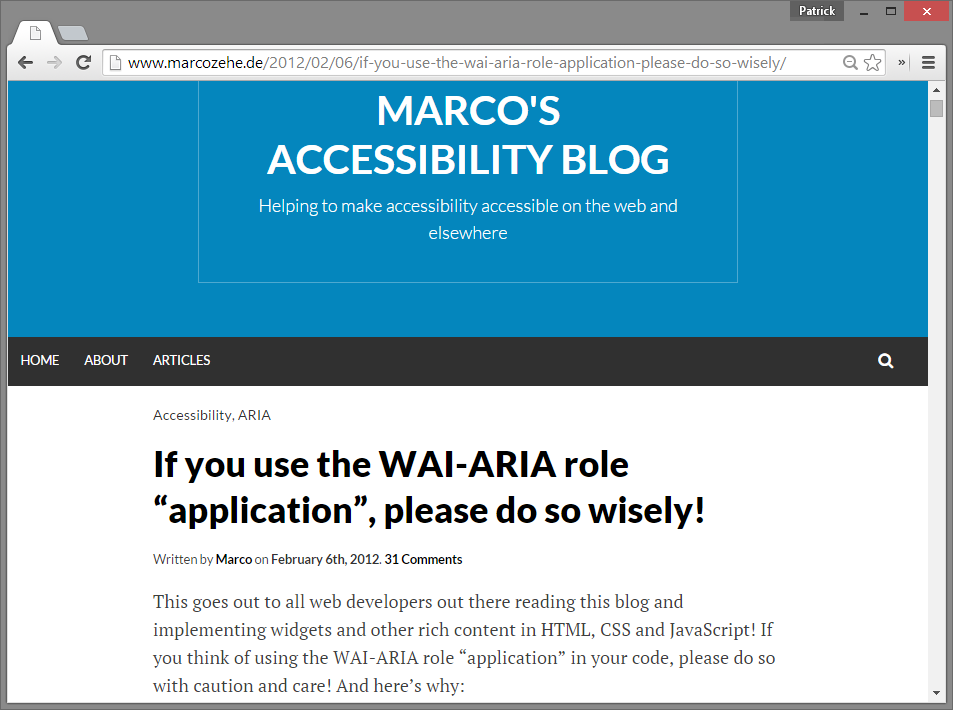 Patrick
www.marcozehe.de/2012/02/06/if-you-use-the-wai-aria-role-application-please-do-so-wisely/
»
MARCO'S
ACCESSIBILITY BLOG
Helping to make accessibility accessible on the web and
elsewhere
HOME ABOUT ARTICLES
Accessibility, ARIA
If you use the WAI-ARIA role
“application”, please do so wisely!
Written by Marco on February 6th, 2012. 31 Comments
This goes out to all web developers out there reading this blog and
implementing widgets and other rich content in HTML, CSS and JavaScript! If
you think of using the WAI-ARIA role “application” in your code, please do so
with caution and care! And here’s why: